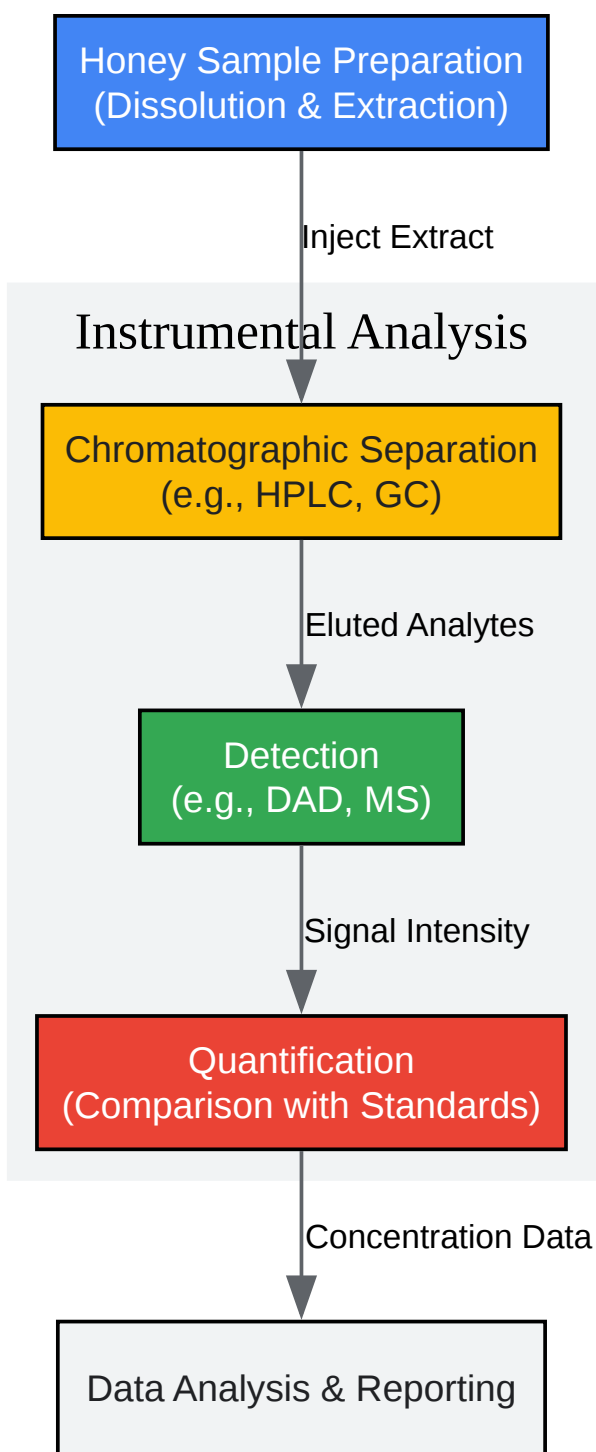 Honey Sample Preparation
(Dissolution & Extraction)
Inject Extract
Instrumental Analysis
Chromatographic Separation
(e.g., HPLC, GC)
Eluted Analytes
Detection
(e.g., DAD, MS)
Signal Intensity
Quantification
(Comparison with Standards)
Concentration Data
Data Analysis & Reporting